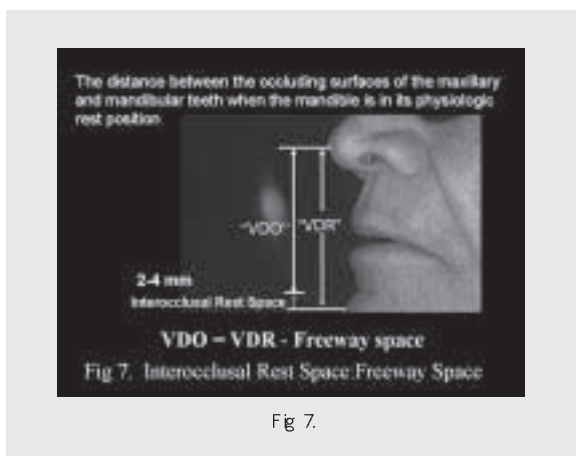 The distance between the occluding surfaces of the maxillary
and mandibular teeth when the mandible is in its physiologic
rest position
"VDO" "VDR"
2-4 mm
Interocclusal Rest Space
VDO = VDR - Freeway space
Fig 7. Interocclusal Rest Space:Freeway Space
Fig 7.